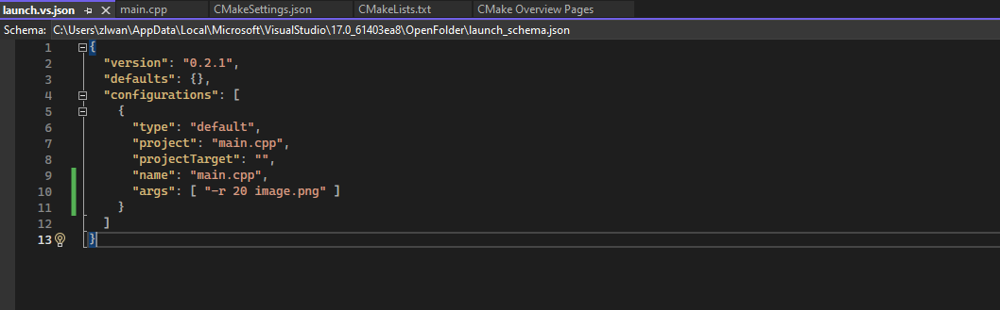 launch.vs.json main.cpp CMakeSettings.json CMakeLists.txt CMake Overview Pages
Schema: C:\Users\zlwan\AppData\Local\Microsoft\VisualStudio\17.0_61403ea8\OpenFolder\launch_schema.json
1 {
2 "version": "0.2.1",
3 "defaults": {},
4 "configurations": [
5 {
6 "type": "default",
7 "project": "main.cpp",
8 "projectTarget": "",
9 "name": "main.cpp",
10 "args": [ "-r 20 image.png" ]
11 }
12 ]
13 }